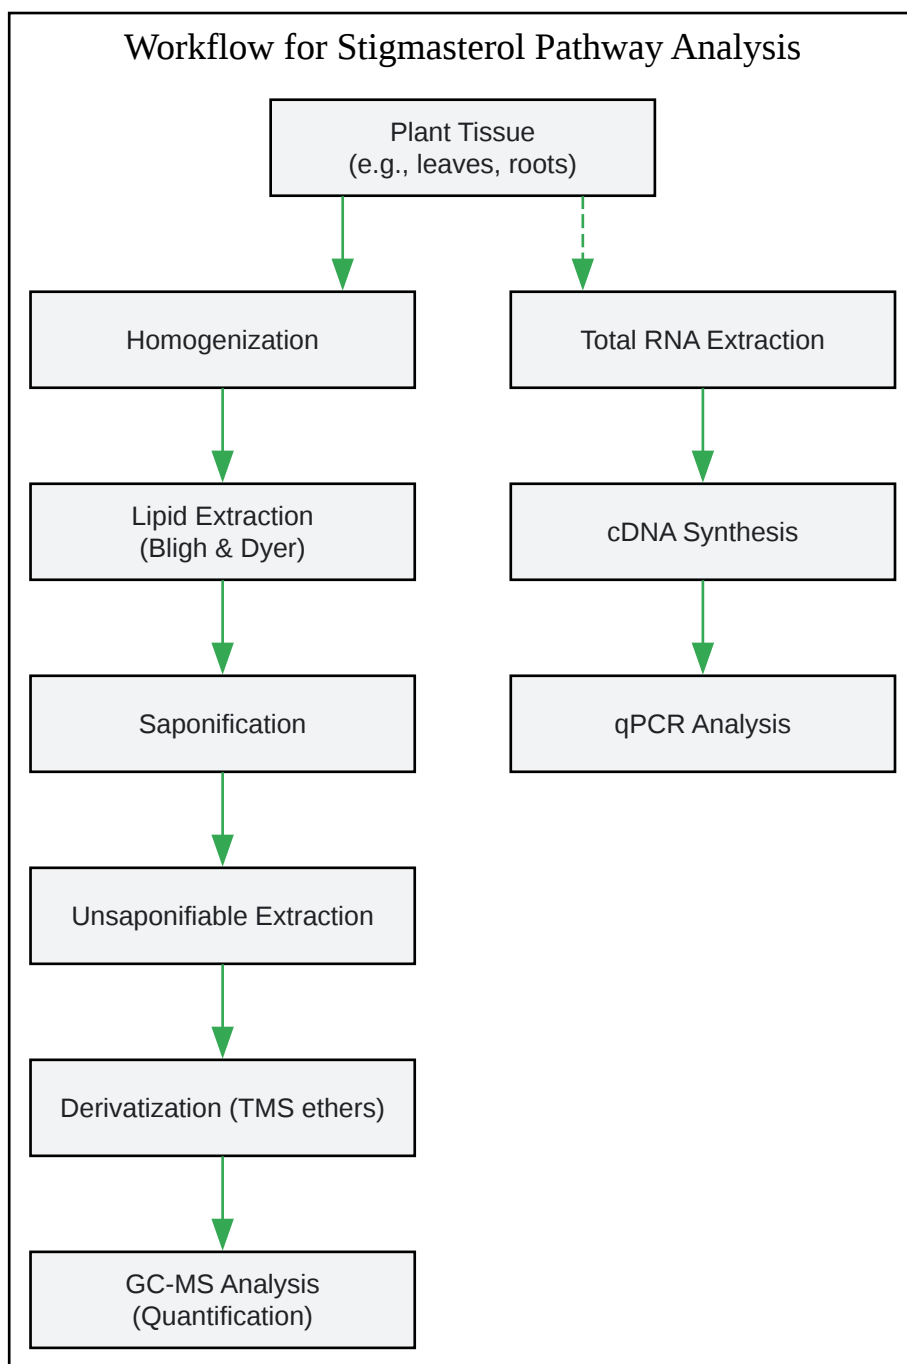 Workflow for Stigmasterol Pathway Analysis
Plant Tissue
(e.g., leaves, roots)
Homogenization
Total RNA Extraction
Lipid Extraction
(Bligh & Dyer)
cDNA Synthesis
Saponification
qPCR Analysis
Unsaponifiable Extraction
Derivatization (TMS ethers)
GC-MS Analysis
(Quantification)